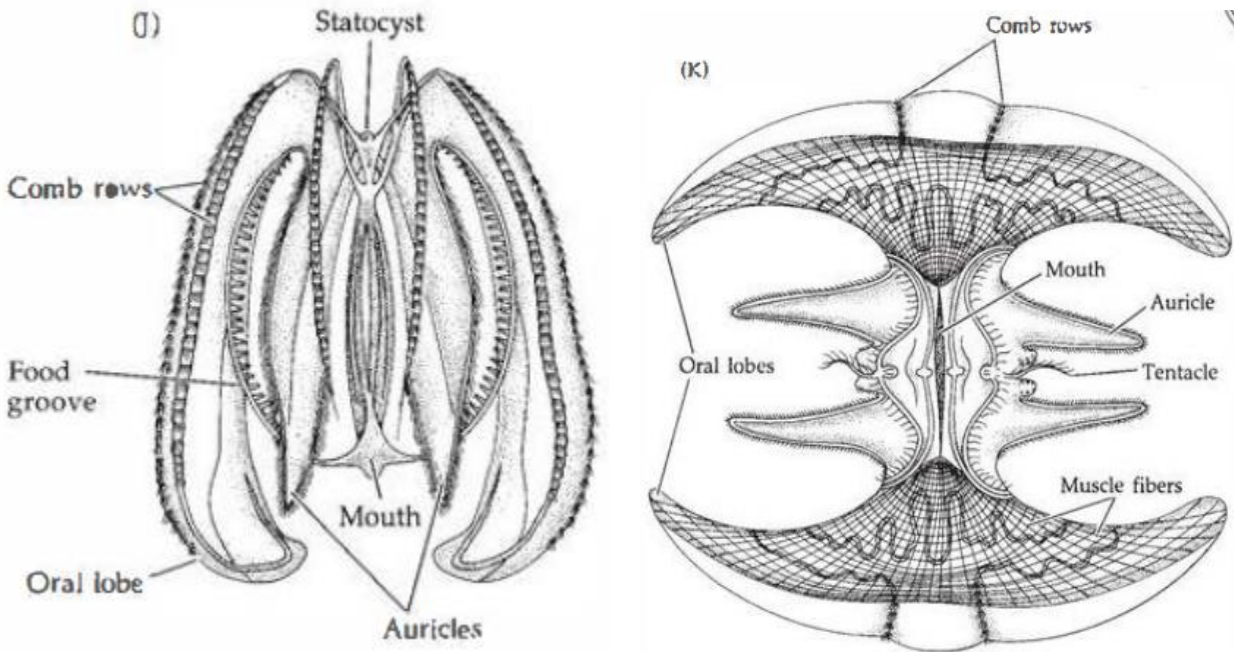 (J)
Statocyst
Comb rows
Food
groove
Mouth
Oral lobe
Auricles
Comb rows
(K)
Mouth
Auricle
Oral lobes
Tentacle
Muscle fibers